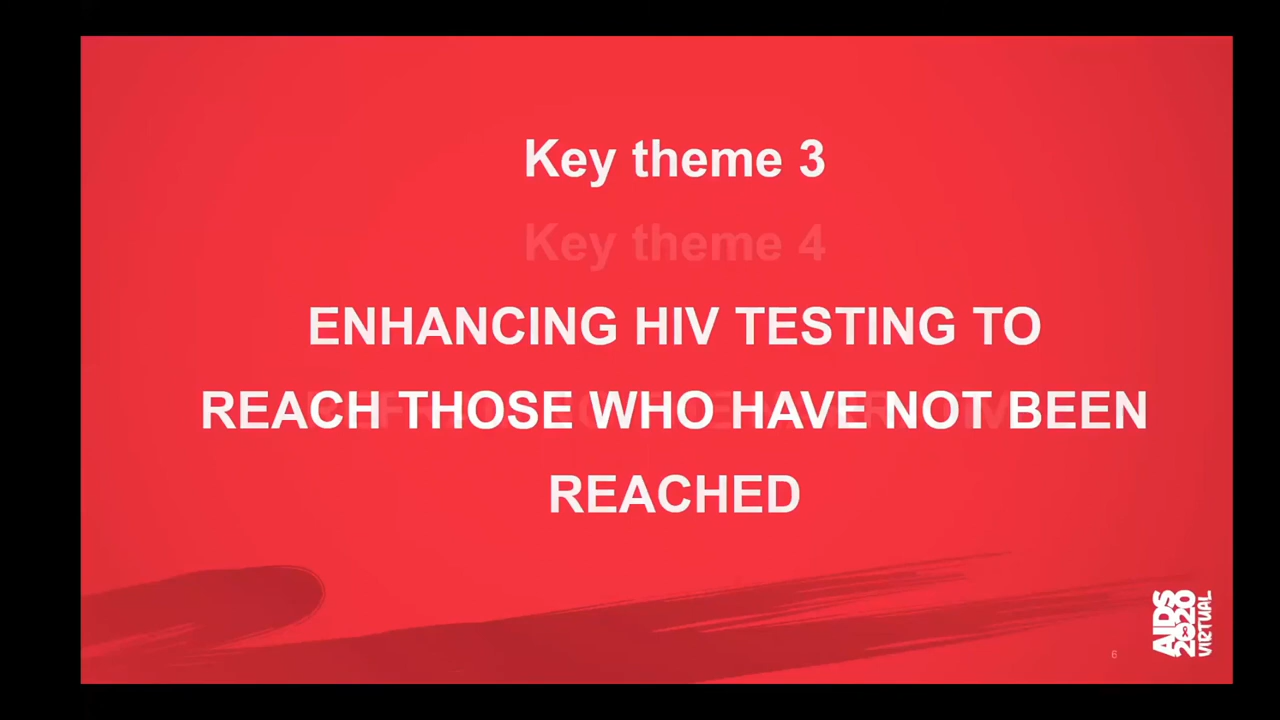 Key theme 3
Key theme 4
ENHANCING HIV TESTING TO
REACH THOSE WHO HAVE NOT BEEN
REACHED
6
AIDS
2020
VIRTUAL